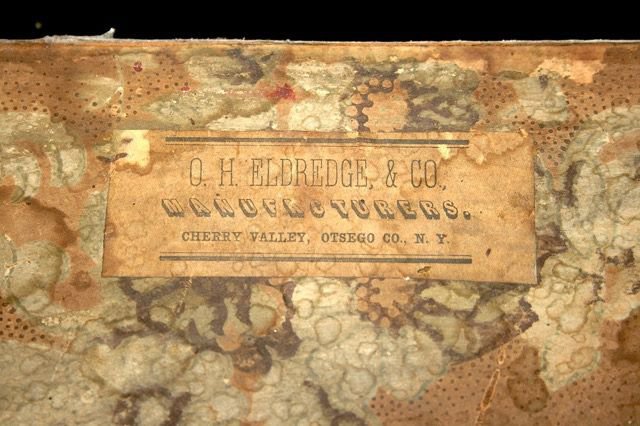 O. H. ELDREDGE, & CO.,
MANUFACTURERS.
CHERRY VALLEY, OTSEGO CO., N. Y.